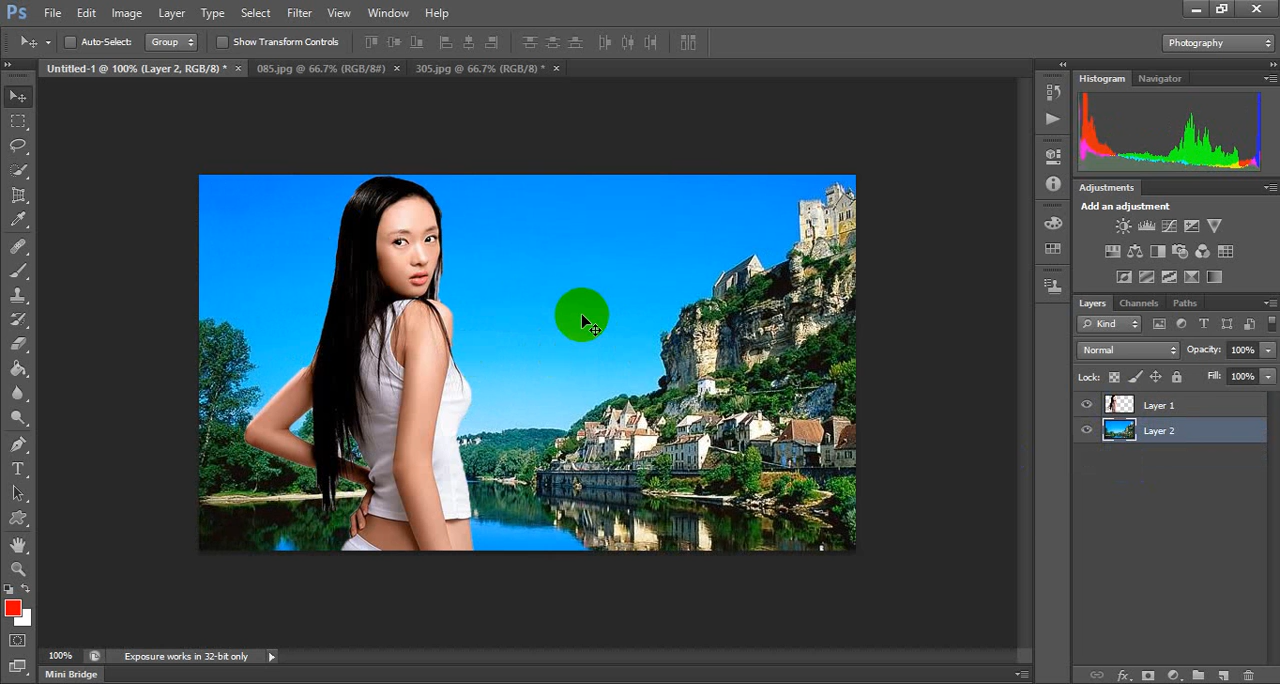 Ps File Edit Image Layer Type Select Filter View Window Help
Auto-Select: Group Show Transform Controls Photography
Untitled-1 @ 100% (Layer 2, RGB/8) * × 085.jpg @ 66.7% (RGB/8#) × 305.jpg @ 66.7% (RGB/8) * ×
Histogram Navigator
Adjustments
Add an adjustment
Layers Channels Paths
Kind
Normal Opacity: 100%
Lock: Fill: 100%
Layer 1
Layer 2
100% Exposure works in 32-bit only
Mini Bridge